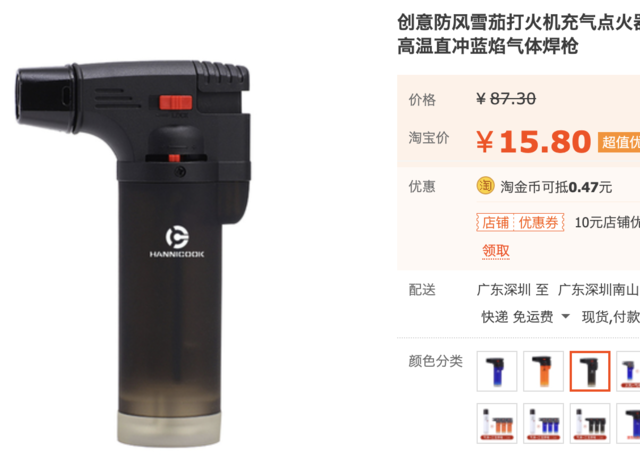 创意防风雪茄打火机充气点火器
高温直冲蓝焰气体焊枪
价格 ¥ 87.30
淘宝价 ¥ 15.80 超值优
优惠 淘 淘金币可抵0.47元
店铺 优惠券 10元店铺优
领取
配送 广东深圳 至 广东深圳南山
快递 免运费 现货,付款
颜色分类
HANNICOOK